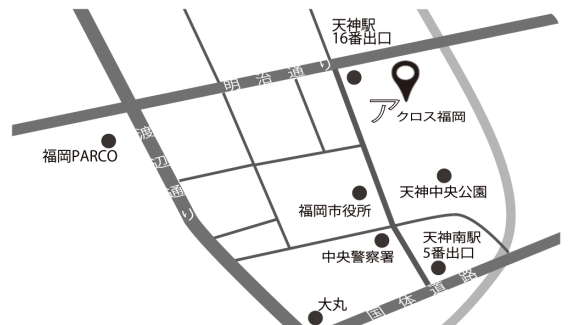 天神駅
16番出口
明治通り
アクロス福岡
渡辺通り
福岡PARCO
天神中央公園
福岡市役所
天神南駅
5番出口
中央警察署
国体道路
大丸